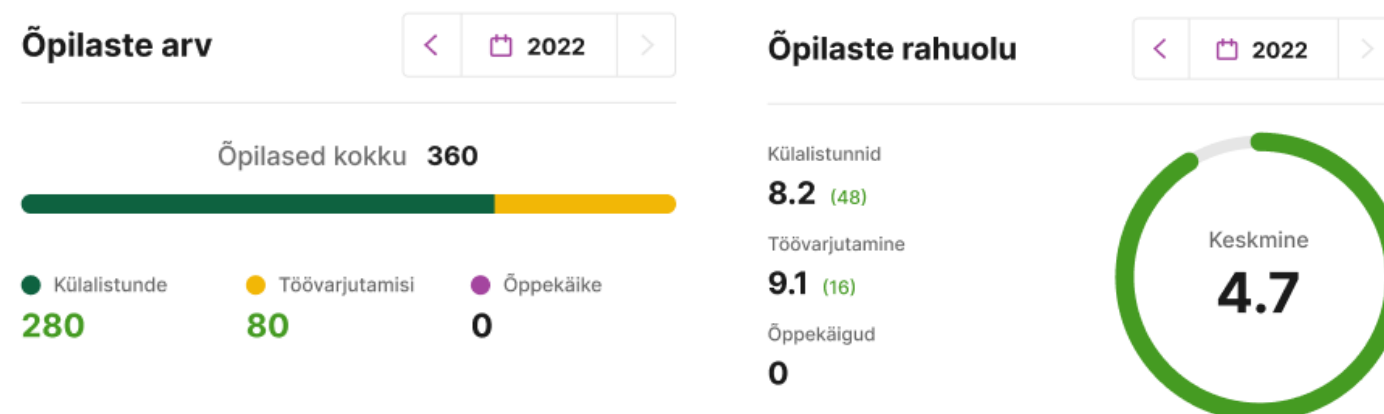 Õpilaste arv
2022
Õpilased kokku 360
Külalistunde
280
Töövarjutamisi
80
Õppekäike
0
Õpilaste rahuolu
2022
Külalistunnid
8.2 (48)
Töövarjutamine
9.1 (16)
Õppekäigud
0
Keskmine
4.7